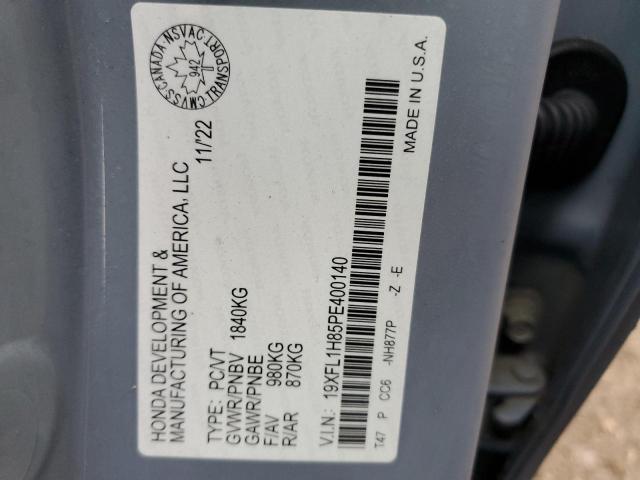 HONDA DEVELOPMENT &
MANUFACTURING OF AMERICA, LLC 11/22
TYPE: PC/VT
GVWR/PNBV 1840KG
GAWR/PNBE
F/AV 980KG
R/AR 870KG
V.I.N: 19XFL1H85PE400140
T47 P CC6 -NH877P -Z -E
MADE IN U.S.A.
CANADA-NSVAC
TRANSPORT
CMVSS
942